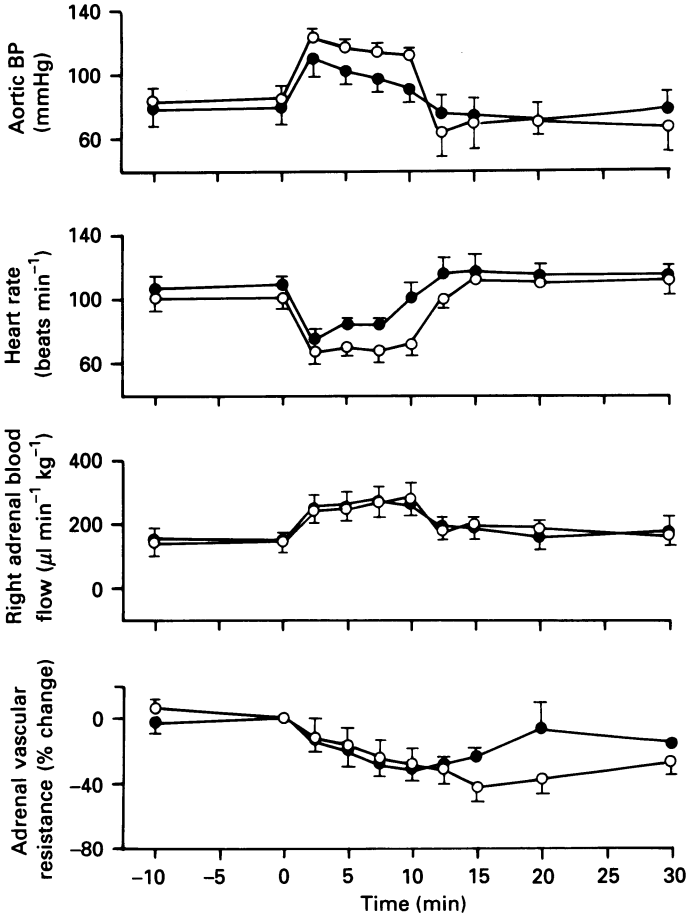 Aortic BP
(mmHg)
140
100
60
Heart rate
(beats min⁻¹)
140
100
60
Right adrenal blood
flow (μl min⁻¹ kg⁻¹)
400
200
0
Adrenal vascular
resistance (% change)
0
−40
−80
−10 −5 0 5 10 15 20 25 30
Time (min)